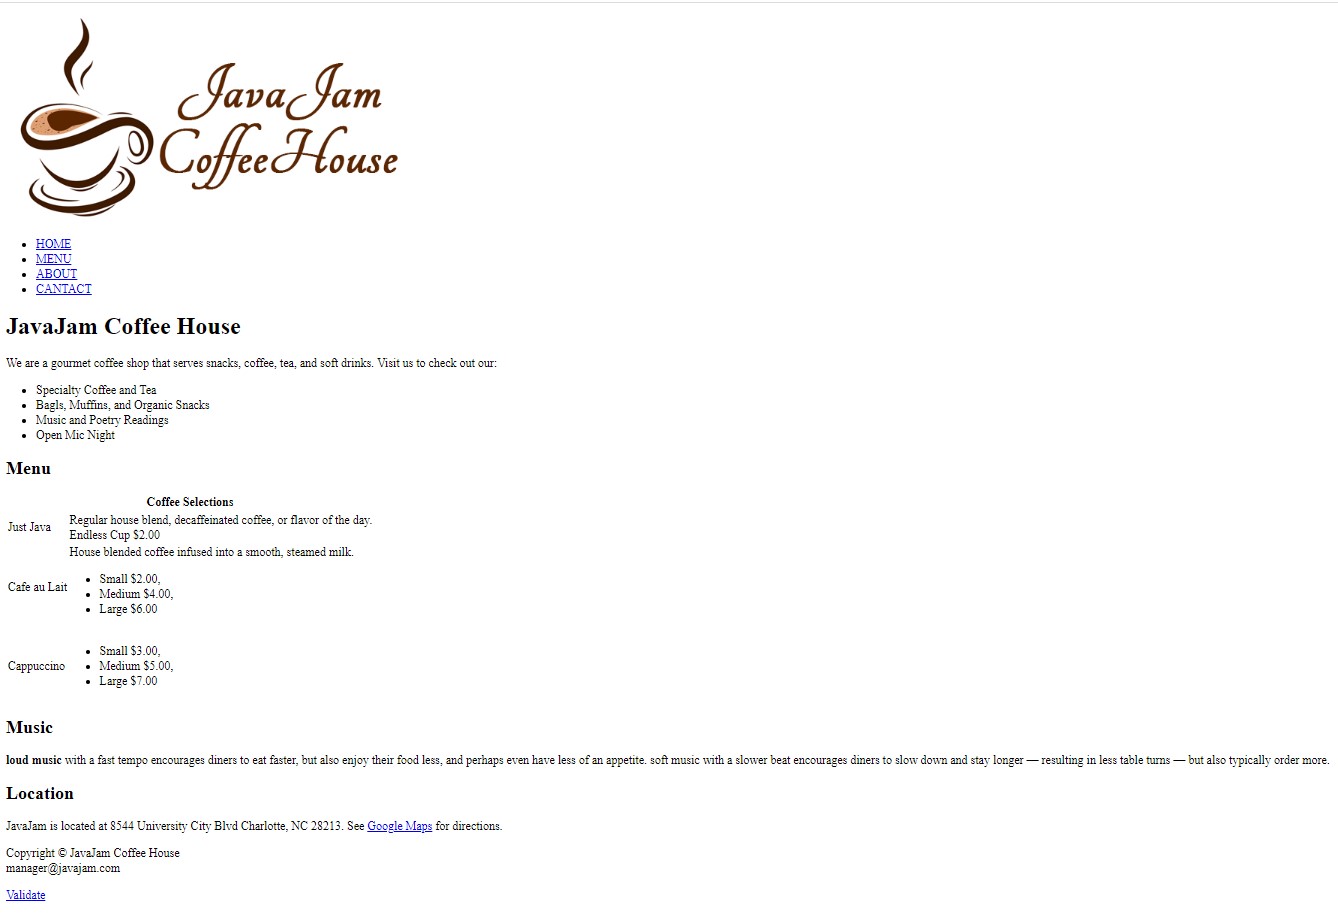 JavaJam
CoffeeHouse
HOME
MENU
ABOUT
CANTACT
JavaJam Coffee House
We are a gourmet coffee shop that serves snacks, coffee, tea, and soft drinks. Visit us to check out our:
Specialty Coffee and Tea
Bagls, Muffins, and Organic Snacks
Music and Poetry Readings
Open Mic Night
Menu
Coffee Selections
Just Java
Regular house blend, decaffeinated coffee, or flavor of the day.
Endless Cup $2.00
House blended coffee infused into a smooth, steamed milk.
Cafe au Lait
Small $2.00,
Medium $4.00,
Large $6.00
Cappuccino
Small $3.00,
Medium $5.00,
Large $7.00
Music
loud music with a fast tempo encourages diners to eat faster, but also enjoy their food less, and perhaps even have less of an appetite. soft music with a slower beat encourages diners to slow down and stay longer — resulting in less table turns — but also typically order more.
Location
JavaJam is located at 8544 University City Blvd Charlotte, NC 28213. See Google Maps for directions.
Copyright © JavaJam Coffee House
manager@javajam.com
Validate